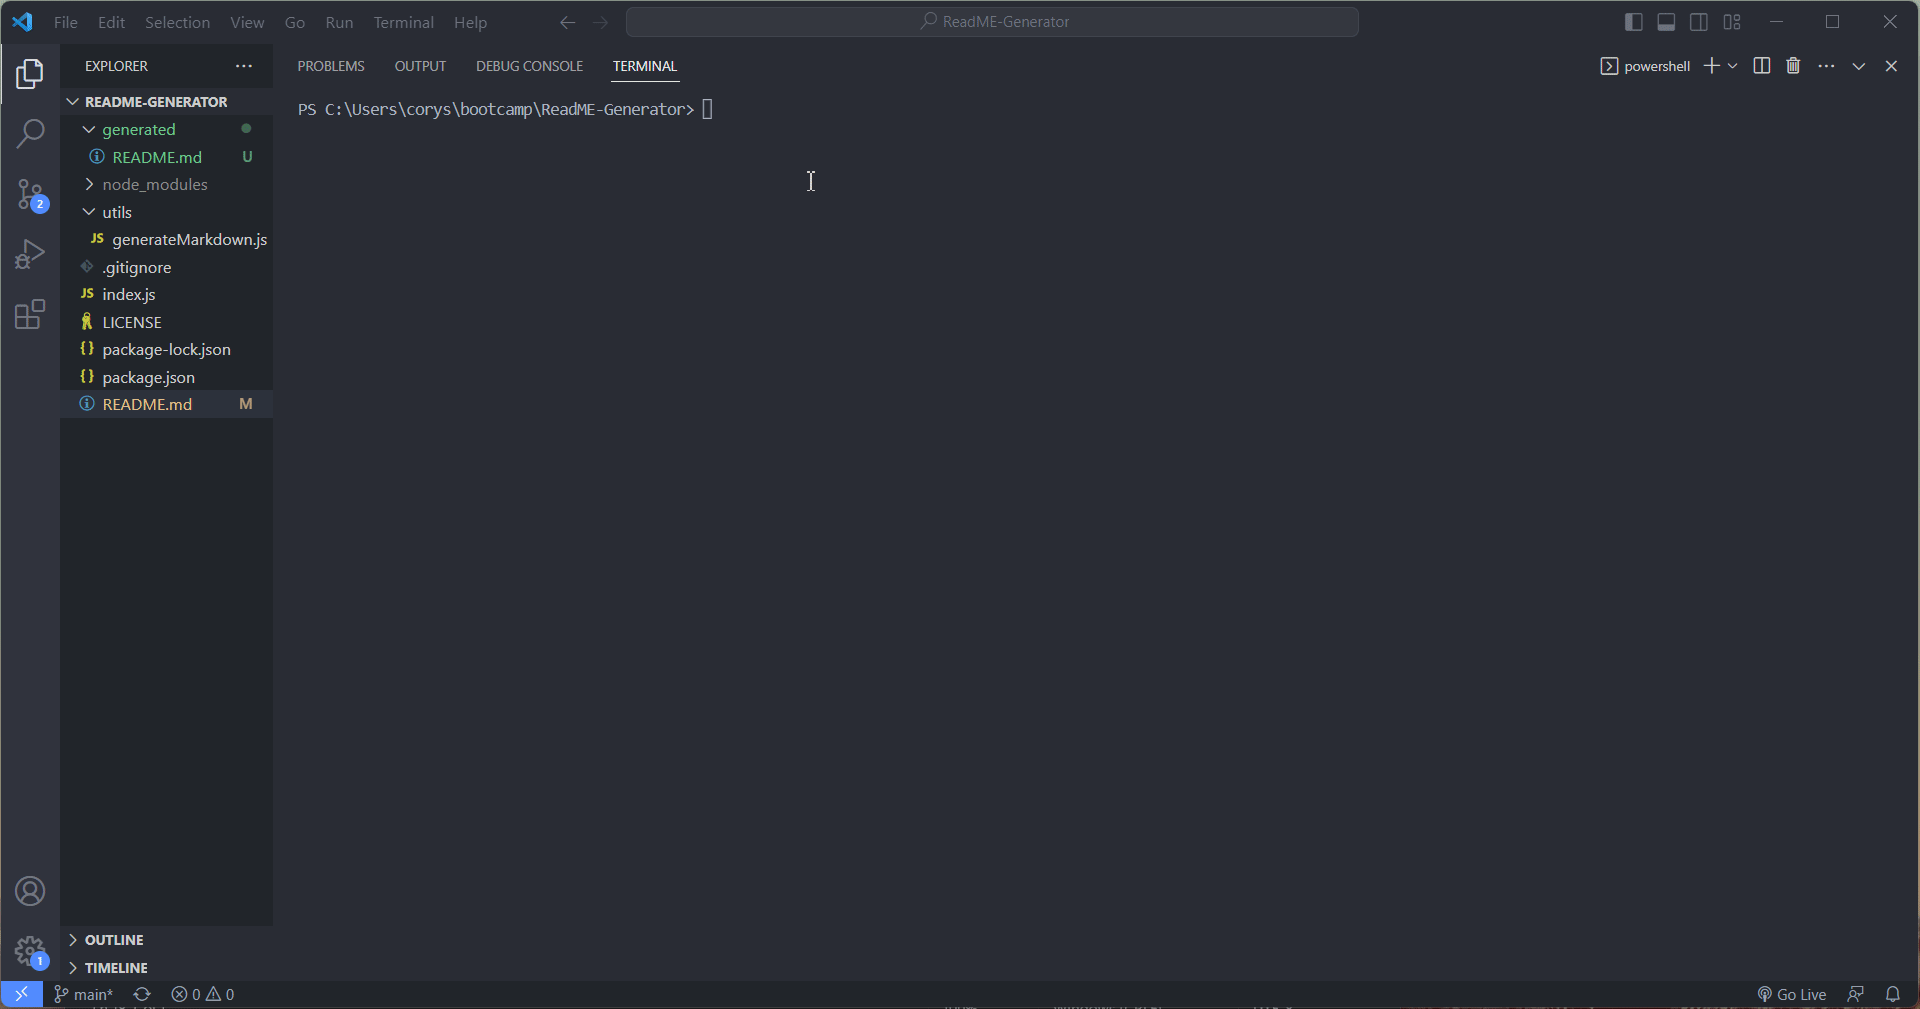 File Edit Selection View Go Run Terminal Help ReadME-Generator
EXPLORER
PROBLEMS OUTPUT DEBUG CONSOLE TERMINAL powershell
README-GENERATOR
PS C:\Users\corys\bootcamp\ReadME-Generator>
generated
README.md U
node_modules
2
utils
JS generateMarkdown.js
.gitignore
JS index.js
LICENSE
{} package-lock.json
{} package.json
README.md M
OUTLINE
1
TIMELINE
main* 0 0 Go Live